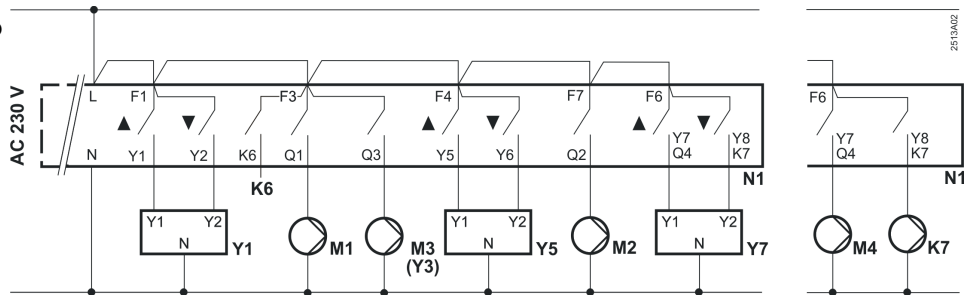 2513A02
AC 230 V
L F1 F3 F4 F7 F6 F6
▲ ▼ ▲ ▼ ▲ Y7 ▼ Y8 Y7 Y8
N Y1 Y2 K6 Q1 Q3 Y5 Y6 Q2 Q4 K7 Q4 K7
K6 N1 N1
Y1 Y2 Y1 Y2 Y1 Y2
N Y1 M1 M3 N Y5 M2 N Y7 M4 K7
(Y3)